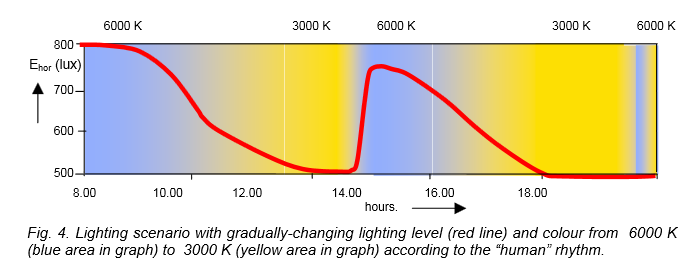 6000 K 3000 K 6000 K 3000 K 6000 K
800
Ehor (lux)
700
600
500
8.00 10.00 12.00 14.00 16.00 18.00
hours.
Fig. 4. Lighting scenario with gradually-changing lighting level (red line) and colour from 6000 K
(blue area in graph) to 3000 K (yellow area in graph) according to the “human” rhythm.